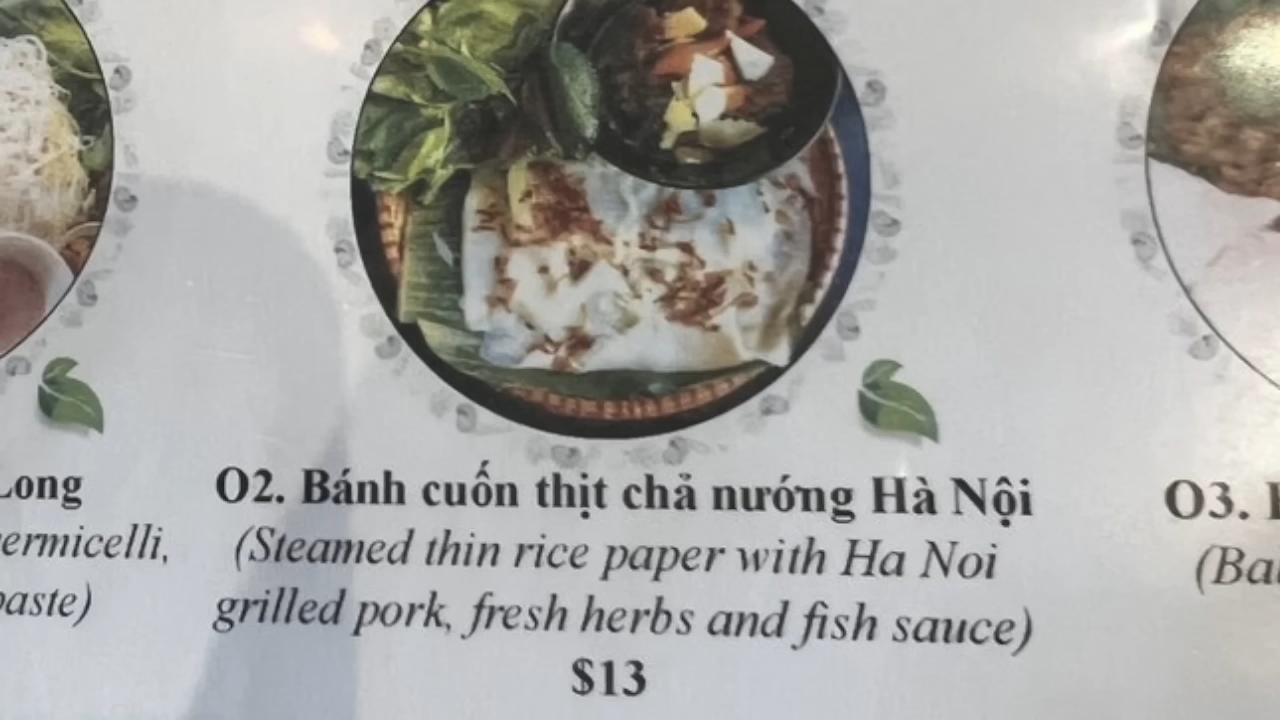 Long
ermicelli,
paste)
O2. Bánh cuốn thịt chả nướng Hà Nội
(Steamed thin rice paper with Ha Noi
grilled pork, fresh herbs and fish sauce)
$13
O3.
(Ba